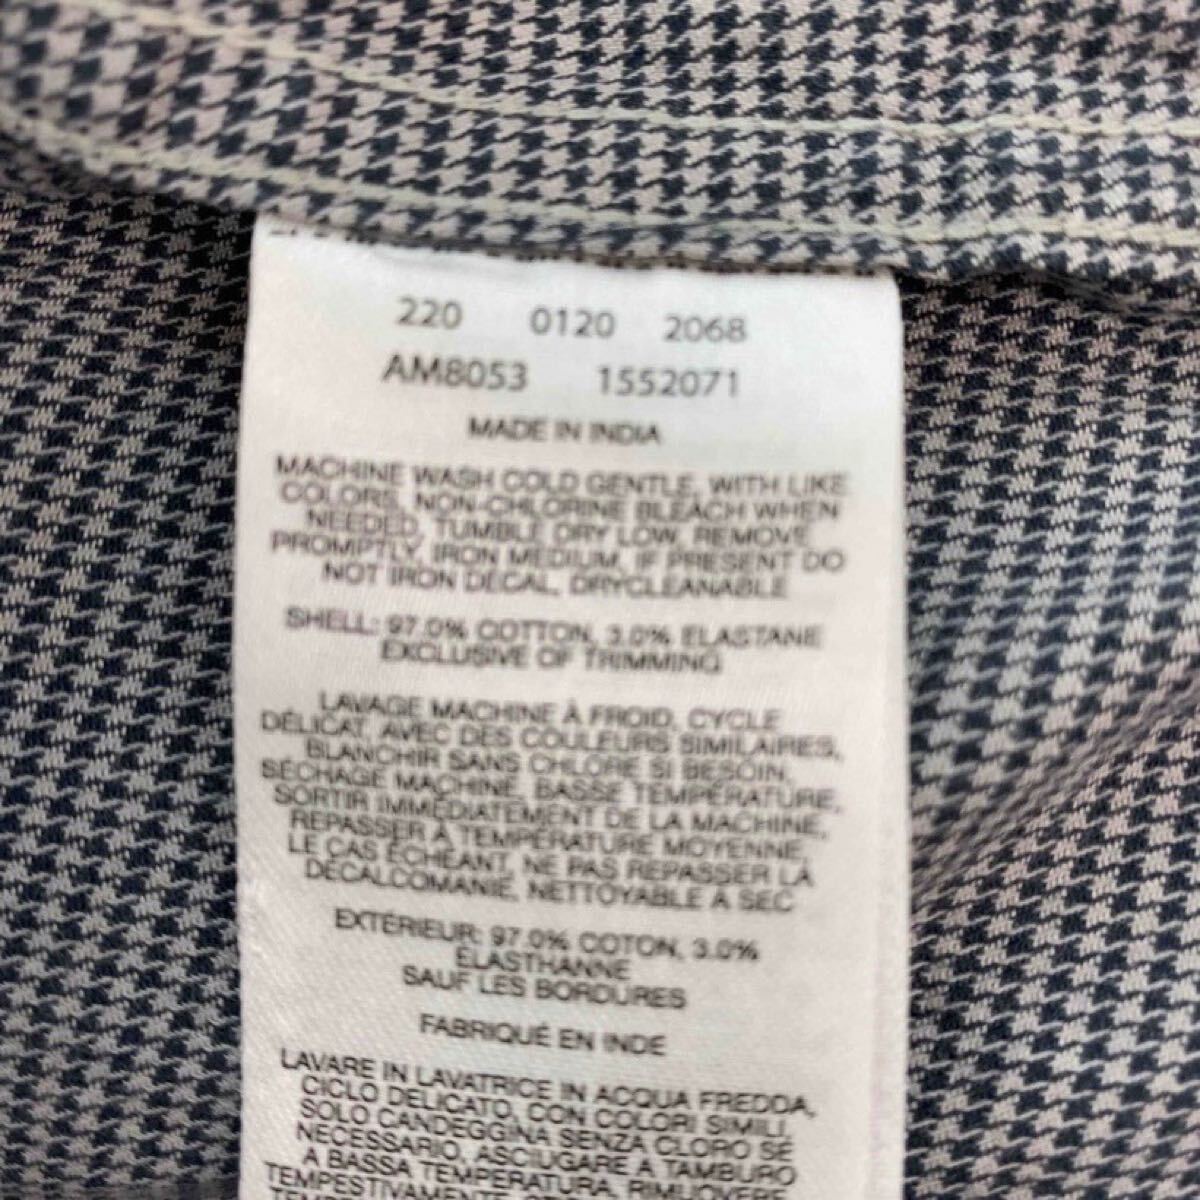 220 0120 2068
AM8053 1552071
MADE IN INDIA
MACHINE WASH COLD GENTLE, WITH LIKE
COLORS, NON-CHLORINE BLEACH WHEN
NEEDED, TUMBLE DRY LOW, REMOVE
PROMPTLY, IRON MEDIUM, IF PRESENT DO
NOT IRON DECAL, DRYCLEANABLE
SHELL: 97.0% COTTON, 3.0% ELASTANE
EXCLUSIVE OF TRIMMING
LAVAGE MACHINE À FROID, CYCLE
DÉLICAT, AVEC DES COULEURS SIMILAIRES,
BLANCHIR SANS CHLORE SI BESOIN,
SÉCHAGE MACHINE, BASSE TEMPÉRATURE,
SORTIR IMMÉDIATEMENT DE LA MACHINE,
REPASSER À TEMPÉRATURE MOYENNE,
LE CAS ÉCHÉANT, NE PAS REPASSER LA
DÉCALCOMANIE, NETTOYABLE A SEC
EXTÉRIEUR: 97.0% COTON, 3.0%
ÉLASTHANNE
SAUF LES BORDURES
FABRIQUÉ EN INDE
LAVARE IN LAVATRICE IN ACQUA FREDDA,
CICLO DELICATO, CON COLORI SIMILI,
SOLO CANDEGGINA SENZA CLORO SE
NECESSARIO, ASCIUGARE A TAMBURO
A BASSA TEMPERATURA, RIMUOVERE
TEMPESTIVAMENTE,